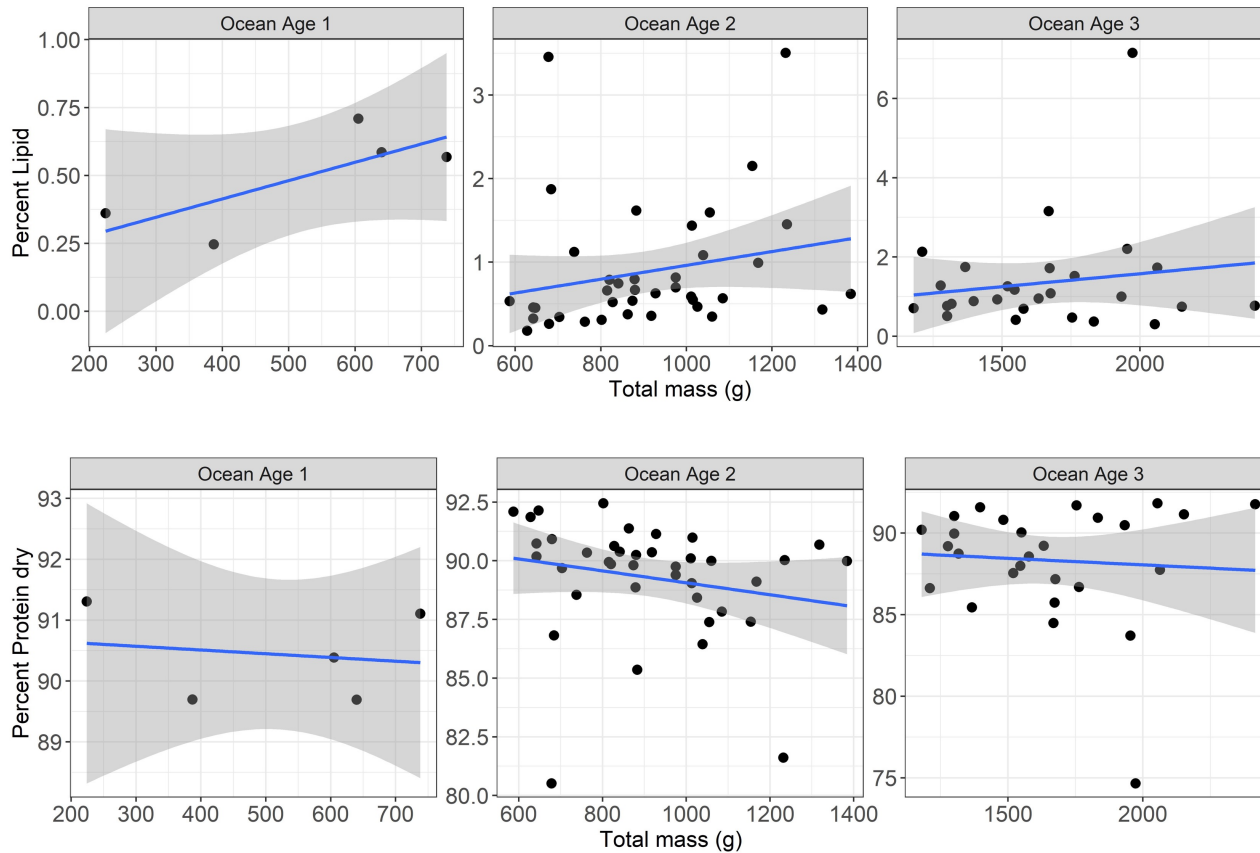 Ocean Age 1
Ocean Age 2
Ocean Age 3
Percent Lipid
1.00
0.75
0.50
0.25
0.00
200 300 400 500 600 700
3
2
1
0
600 800 1000 1200 1400
6
4
2
0
1500 2000
Total mass (g)
Ocean Age 1
Ocean Age 2
Ocean Age 3
Percent Protein dry
93
92
91
90
89
200 300 400 500 600 700
92.5
90.0
87.5
85.0
82.5
80.0
600 800 1000 1200 1400
90
85
80
75
1500 2000
Total mass (g)